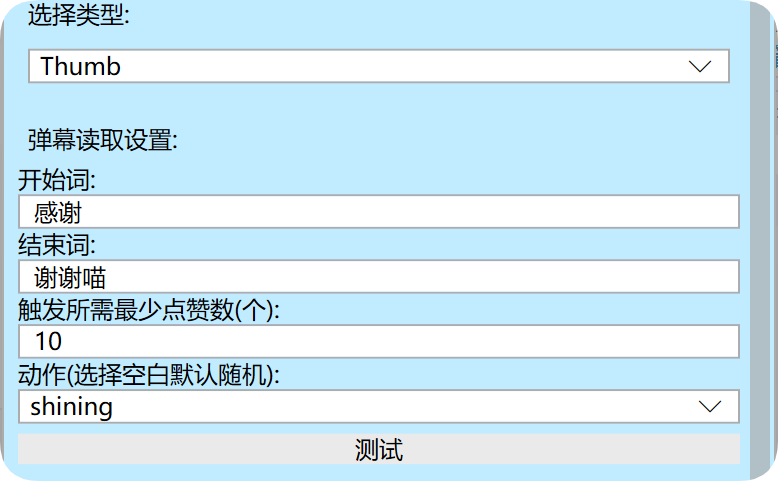 选择类型:
Thumb
弹幕读取设置:
开始词:
感谢
结束词:
谢谢喵
触发所需最少点赞数(个):
10
动作(选择空白默认随机):
shining
测试